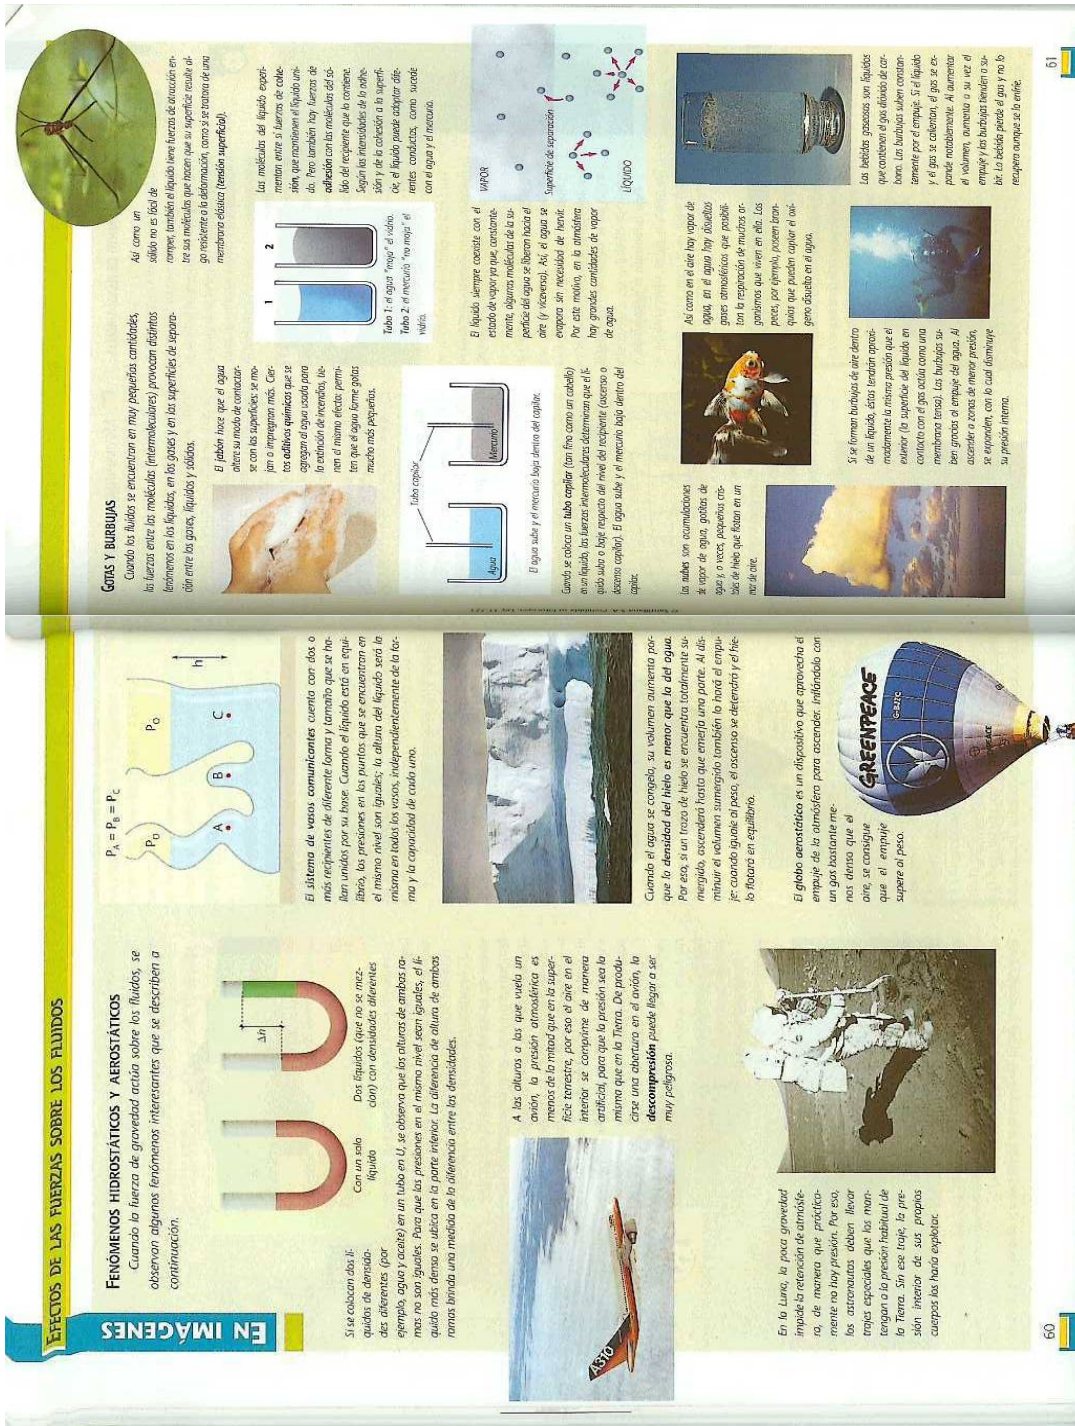 EN IMÁGENES
EFECTOS DE LAS FUERZAS SOBRE LOS FLUIDOS
FENÓMENOS HIDROSTÁTICOS Y AEROSTÁTICOS
Cuando la fuerza de gravedad actúa sobre los fluidos, se
observan algunos fenómenos interesantes que se describen a
continuación.
Con un solo
líquido
Dos líquidos (que no se mez-
clan) con densidades diferentes
Δh
Si se colocan dos lí-
quidos de densida-
des diferentes (por
ejemplo, agua y aceite) en un tubo en U, se observa que las alturas de ambas ra-
mas no son iguales. Para que las presiones en el mismo nivel sean iguales, el lí-
quido más denso se ubica en la parte inferior. La diferencia de altura de ambas
ramas brinda una medida de la diferencia entre las densidades.
A310
A las alturas a las que vuela un
avión, la presión atmosférica es
menos de la mitad que en la super-
ficie terrestre, por eso el aire en el
interior se comprime de manera
artificial, para que la presión sea la
misma que en la Tierra. De produ-
cirse una abertura en el avión, la
descompresión puede llegar a ser
muy peligrosa.
En la Luna, la poca gravedad
impide la retención de atmósfe-
ra, de manera que práctica-
mente no hay presión. Por eso,
los astronautas deben llevar
trajes especiales que los man-
tengan a la presión habitual de
la Tierra. Sin ese traje, la pre-
sión interior de sus propios
cuerpos los haría explotar.
60
PA = PB = PC
P0
P0
A
B
C
h
El sistema de vasos comunicantes cuenta con dos o
más recipientes de diferente forma y tamaño que se ha-
llan unidos por su base. Cuando el líquido está en equi-
librio, las presiones en los puntos que se encuentran en
el mismo nivel son iguales; la altura del líquido será la
misma en todos los vasos, independientemente de la for-
ma y la capacidad de cada uno.
Cuando el agua se congela, su volumen aumenta por-
que la densidad del hielo es menor que la del agua.
Por eso, si un trozo de hielo se encuentra totalmente su-
mergido, ascenderá hasta que emerja una parte. Al dis-
minuir el volumen sumergido también lo hará el empu-
je: cuando iguale al peso, el ascenso se detendrá y el hie-
lo flotará en equilibrio.
El globo aerostático es un dispositivo que aprovecha el
empuje de la atmósfera para ascender. Inflándolo con
un gas bastante me-
nos denso que el
aire, se consigue
que el empuje
supere al peso.
GREENPEACE
GOTAS Y BURBUJAS
Cuando los fluidos se encuentran en muy pequeñas cantidades,
las fuerzas entre las moléculas (intermoleculares) provocan distintos
fenómenos en los líquidos, en los gases y en las superficies de separa-
ción entre los gases, líquidos y sólidos.
Así como un
sólido no es fácil de
romper, también el líquido tiene fuerzas de atracción en-
tre sus moléculas que hacen que su superficie resulte al-
go resistente a la deformación, como si se tratara de una
membrana elástica (tensión superficial).
El jabón hace que el agua
altere su modo de contactar-
se con las superficies: se mo-
jan o impregnan más. Cier-
tos aditivos químicos que se
agregan al agua usada para
la extinción de incendios, tie-
nen el mismo efecto: permi-
ten que el agua forme gotas
mucho más pequeñas.
1
2
Tubo 1: el agua "moja" el vidrio.
Tubo 2: el mercurio "no moja" el
vidrio.
Las moléculas del líquido experi-
mentan entre sí fuerzas de cohe-
sión, que mantienen el líquido uni-
do. Pero también hay fuerzas de
adhesión con las moléculas del só-
lido del recipiente que lo contiene.
Según las intensidades de la adhe-
sión y de la cohesión a la superfi-
cie, el líquido puede adoptar dife-
rentes conductas, como sucede
con el agua y el mercurio.
Tubo capilar
Agua
Mercurio
El agua sube y el mercurio baja dentro del capilar.
Cuando se coloca un tubo capilar (tan fino como un cabello)
en un líquido, las fuerzas intermoleculares determinan que el lí-
quido suba o baje respecto del nivel del recipiente (ascenso o
descenso capilar). El agua sube y el mercurio baja dentro del
capilar.
El líquido siempre coexiste con el
estado de vapor ya que, constante-
mente, algunas moléculas de la su-
perficie del agua se liberan hacia el
aire (y viceversa). Así, el agua se
evapora sin necesidad de hervir.
Por este motivo, en la atmósfera
hay grandes cantidades de vapor
de agua.
VAPOR
Superficie de separación
LÍQUIDO
Las nubes son acumulaciones
de vapor de agua, gotitas de
agua y, a veces, pequeños cris-
tales de hielo que flotan en un
mar de aire.
Así como en el aire hay vapor de
agua, en el agua hay disueltos
gases atmosféricos que posibili-
tan la respiración de muchos or-
ganismos que viven en ella. Los
peces, por ejemplo, poseen bran-
quias que pueden captar el oxí-
geno disuelto en el agua.
Si se forman burbujas de aire dentro
de un líquido, éstas tendrán aproxi-
madamente la misma presión que el
exterior (la superficie del líquido en
contacto con el gas actúa como una
membrana tensa). Las burbujas su-
ben gracias al empuje del agua. Al
ascender a zonas de menor presión,
se expanden, con lo cual disminuye
su presión interna.
Las bebidas gaseosas son líquidos
que contienen el gas dióxido de car-
bono. Las burbujas suben constan-
temente por el empuje. Si el líquido
y el gas se calientan, el gas se ex-
pande notablemente. Al aumentar
el volumen, aumenta a su vez el
empuje y las burbujas tienden a su-
bir. La bebida pierde el gas y no lo
recupera aunque se la enfríe.
61